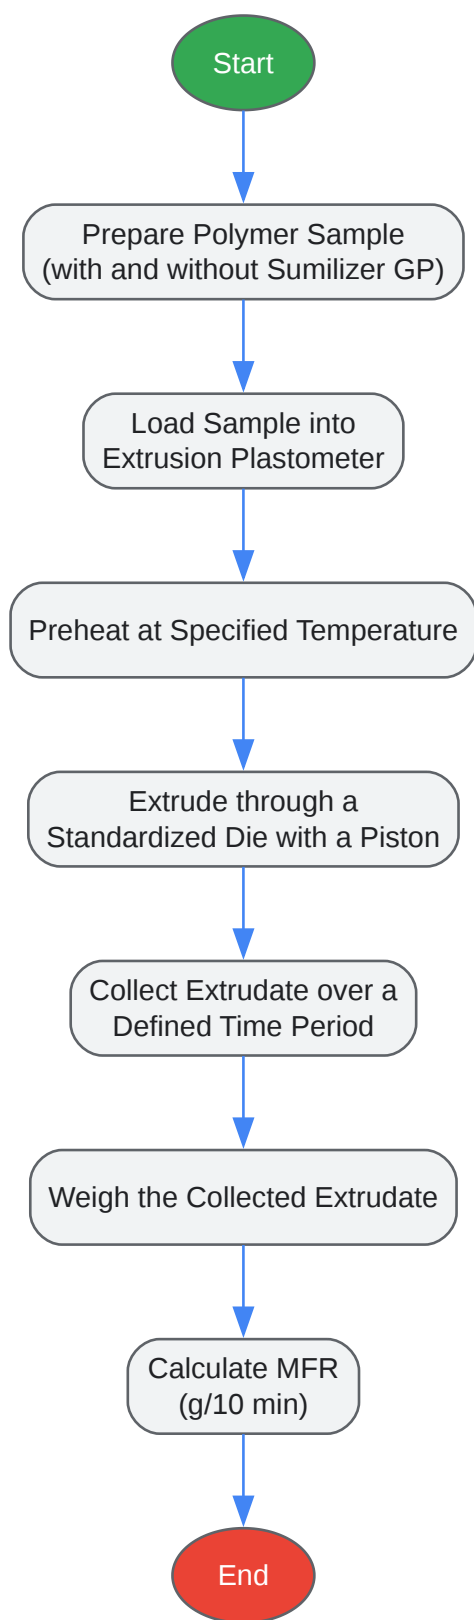 Start
Prepare Polymer Sample
(with and without Sumilizer GP)
Load Sample into
Extrusion Plastometer
Preheat at Specified Temperature
Extrude through a
Standardized Die with a Piston
Collect Extrudate over a
Defined Time Period
Weigh the Collected Extrudate
Calculate MFR
(g/10 min)
End